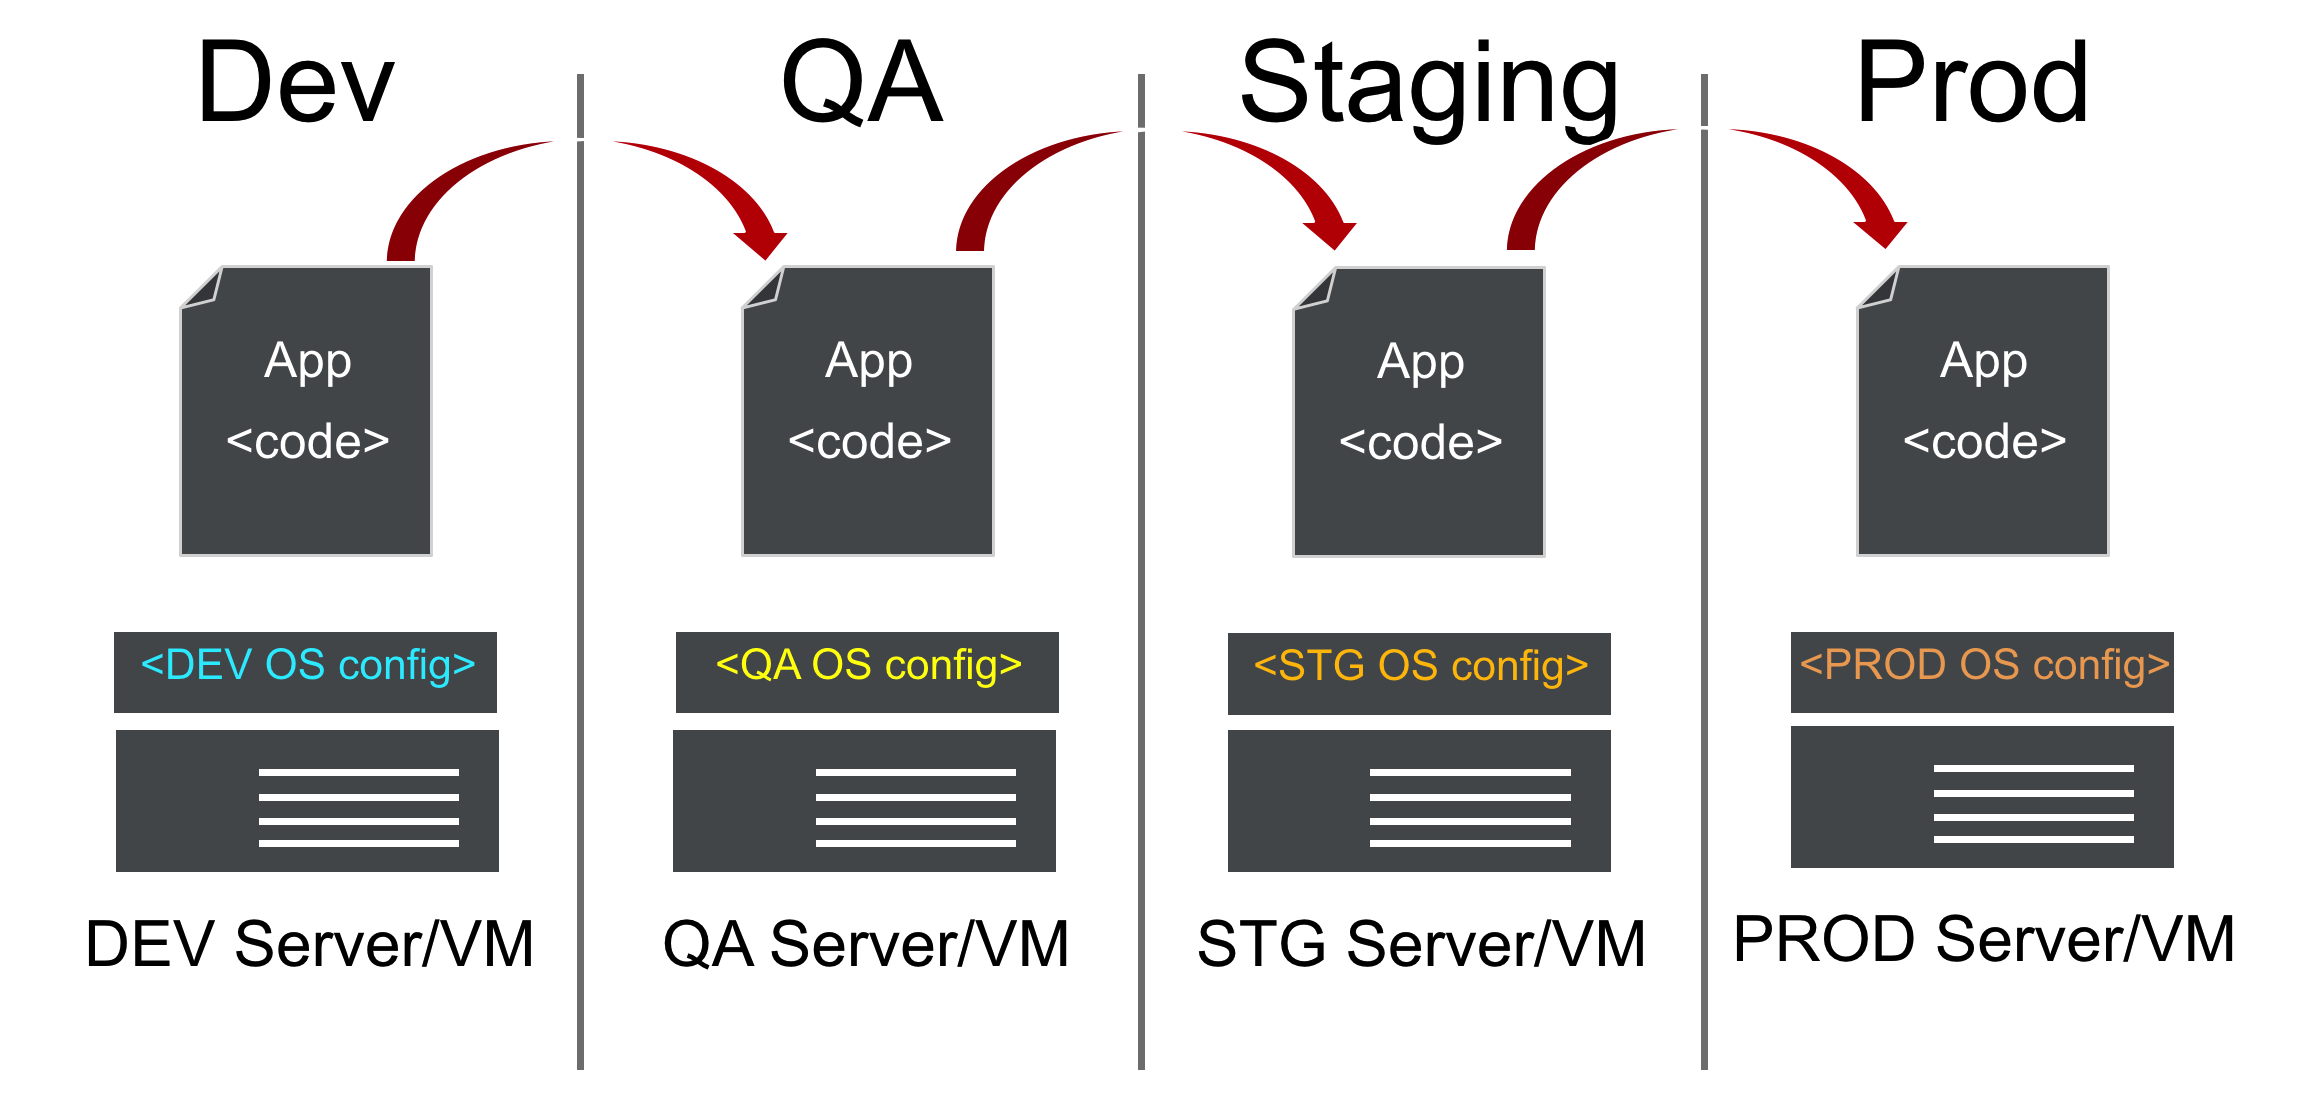 Dev
QA
Staging
Prod
App
<code>
App
<code>
App
<code>
App
<code>
<DEV OS config>
<QA OS config>
<STG OS config>
<PROD OS config>
DEV Server/VM
QA Server/VM
STG Server/VM
PROD Server/VM